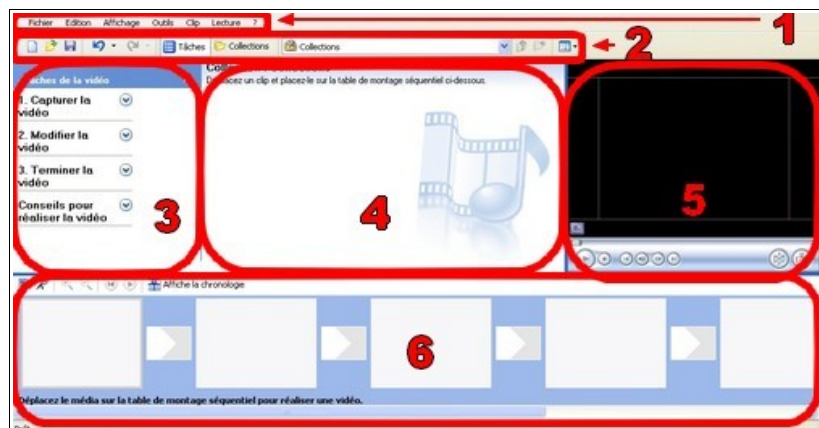 Fichier Edition Affichage Outils Clip Lecture ?
1
Tâches Collections Collections
2
de la vidéo
Déplacez un clip et placez-le sur la table de montage séquentiel ci-dessous.
1. Capturer la
vidéo
2. Modifier la
vidéo
3. Terminer la
vidéo
Conseils pour
réaliser la vidéo
3
4
5
Affiche la chronologie
6
Déplacez le média sur la table de montage séquentiel pour réaliser une vidéo.